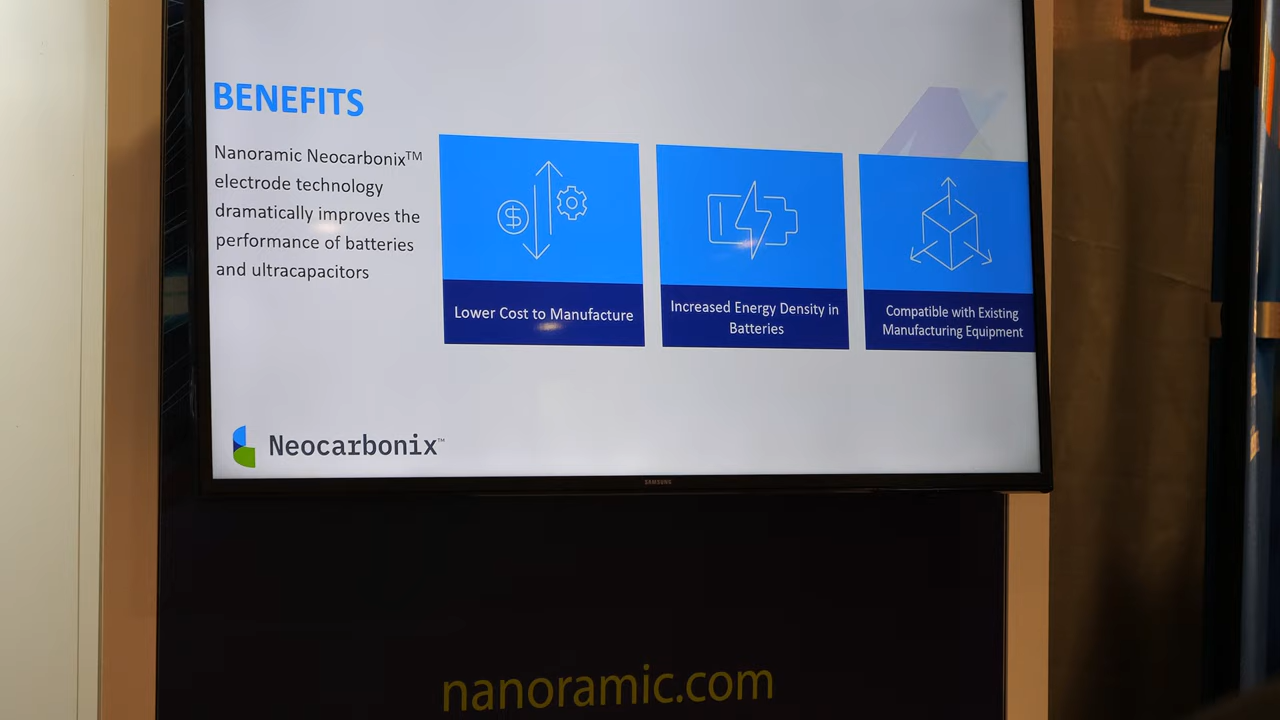 BENEFITS
Nanoramic Neocarbonix™
electrode technology
dramatically improves the
performance of batteries
and ultracapacitors
$
Lower Cost to Manufacture
Increased Energy Density in
Batteries
Compatible with Existing
Manufacturing Equipment
Neocarbonix™
SAMSUNG
nanoramic.com